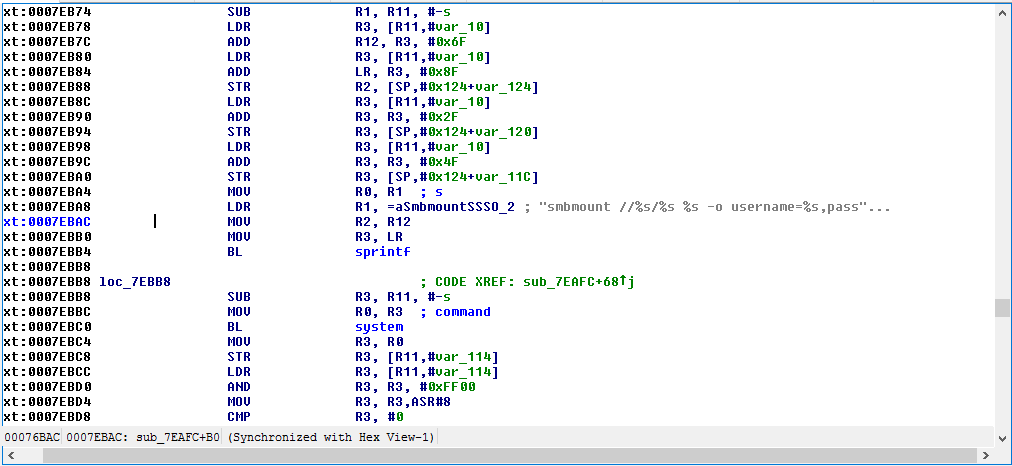 xt:0007EB74 SUB R1, R11, #-s
xt:0007EB78 LDR R3, [R11,#var_10]
xt:0007EB7C ADD R12, R3, #0x6F
xt:0007EB80 LDR R3, [R11,#var_10]
xt:0007EB84 ADD LR, R3, #0x8F
xt:0007EB88 STR R2, [SP,#0x124+var_124]
xt:0007EB8C LDR R3, [R11,#var_10]
xt:0007EB90 ADD R3, R3, #0x2F
xt:0007EB94 STR R3, [SP,#0x124+var_120]
xt:0007EB98 LDR R3, [R11,#var_10]
xt:0007EB9C ADD R3, R3, #0x4F
xt:0007EBA0 STR R3, [SP,#0x124+var_11C]
xt:0007EBA4 MOV R0, R1 ; s
xt:0007EBA8 LDR R1, =aSmbmountSSSO_2 ; "smbmount //%s/%s %s -o username=%s,pass"...
xt:0007EBAC MOV R2, R12
xt:0007EBB0 MOV R3, LR
xt:0007EBB4 BL sprintf
xt:0007EBB8
xt:0007EBB8 loc_7EBB8 ; CODE XREF: sub_7EAFC+68↑j
xt:0007EBB8 SUB R3, R11, #-s
xt:0007EBBC MOV R0, R3 ; command
xt:0007EBC0 BL system
xt:0007EBC4 MOV R3, R0
xt:0007EBC8 STR R3, [R11,#var_114]
xt:0007EBCC LDR R3, [R11,#var_114]
xt:0007EBD0 AND R3, R3, #0xFF00
xt:0007EBD4 MOV R3, R3,ASR#8
xt:0007EBD8 CMP R3, #0
00076BAC 0007EBAC: sub_7EAFC+B0 (Synchronized with Hex View-1)